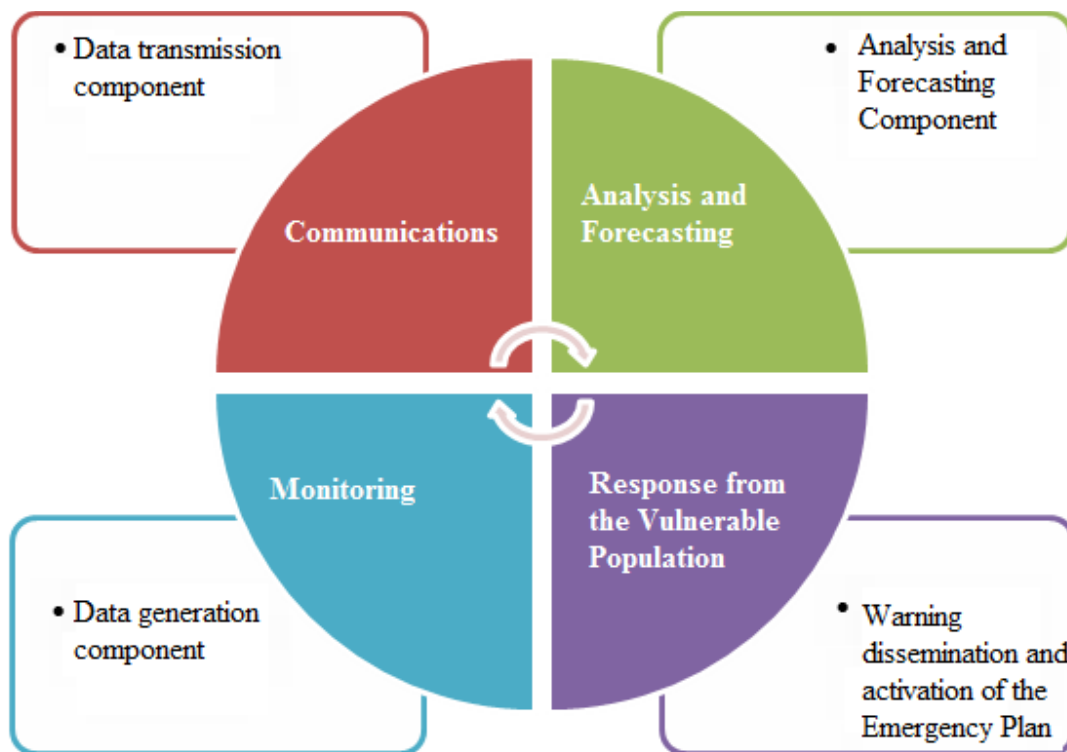 • Data transmission
component
• Analysis and
Forecasting
Component
Communications
Analysis and
Forecasting
Monitoring
Response from
the Vulnerable
Population
• Data generation
component
• Warning
dissemination and
activation of the
Emergency Plan